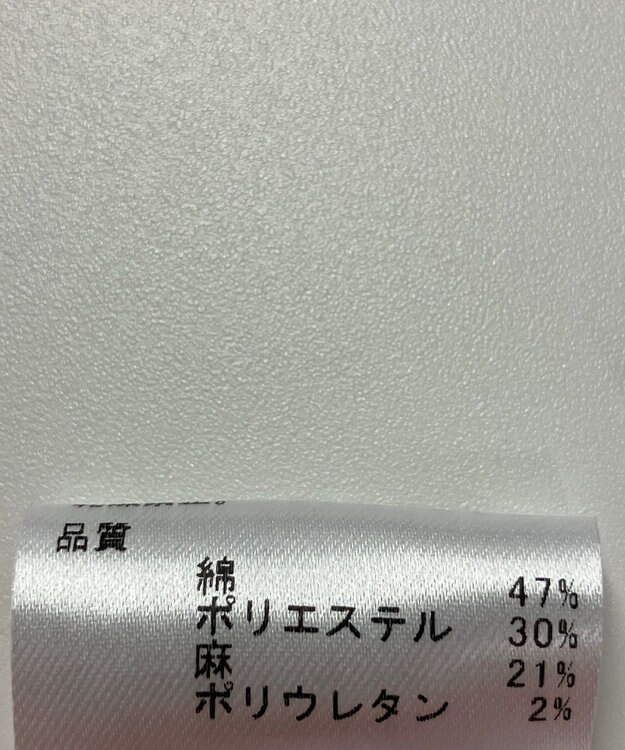 品質
綿 47%
ポリエステル 30%
麻 21%
ポリウレタン 2%